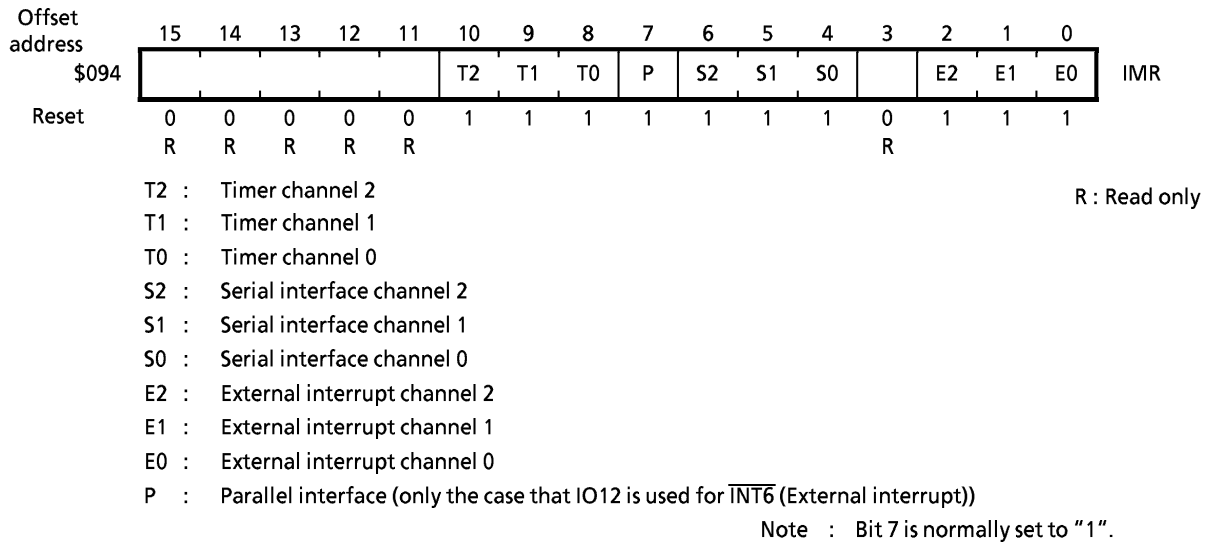 Offset
address
15 14 13 12 11 10 9 8 7 6 5 4 3 2 1 0
$094 T2 T1 T0 P S2 S1 S0 E2 E1 E0 IMR
Reset 0 0 0 0 0 1 1 1 1 1 1 1 0 1 1 1
R R R R R R
R : Read only
T2 : Timer channel 2
T1 : Timer channel 1
T0 : Timer channel 0
S2 : Serial interface channel 2
S1 : Serial interface channel 1
S0 : Serial interface channel 0
E2 : External interrupt channel 2
E1 : External interrupt channel 1
E0 : External interrupt channel 0
P : Parallel interface (only the case that IO12 is used for I̅N̅T̅6̅ (External interrupt))
Note : Bit 7 is normally set to "1".